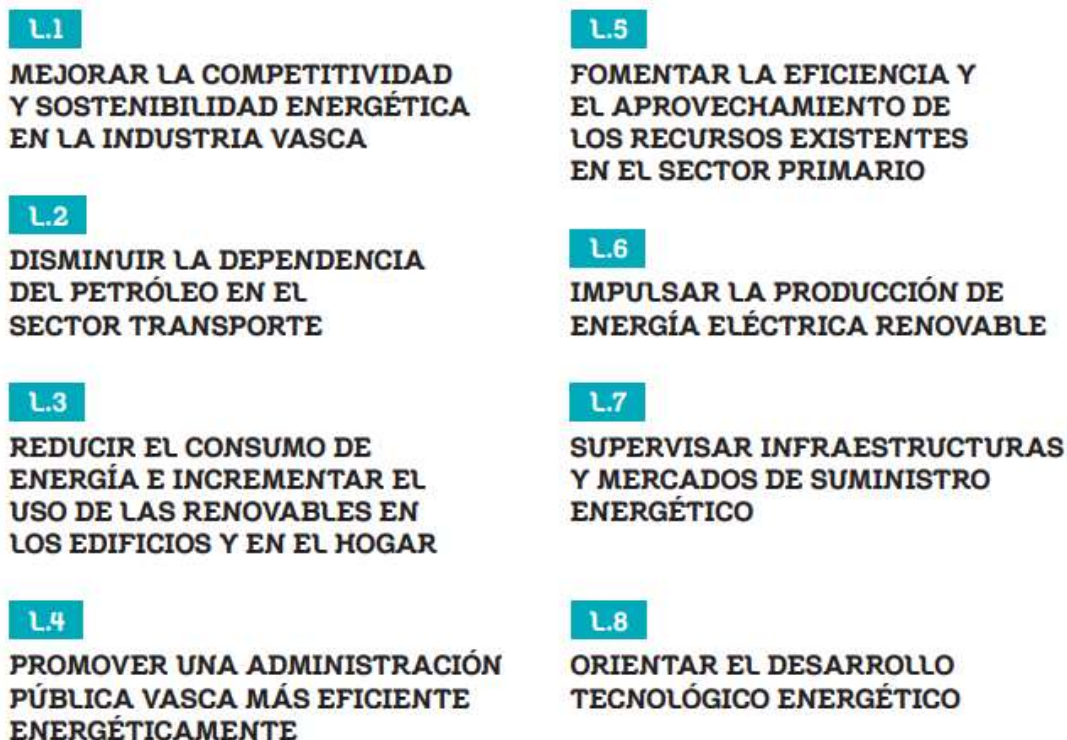 L.1
MEJORAR LA COMPETITIVIDAD
Y SOSTENIBILIDAD ENERGÉTICA
EN LA INDUSTRIA VASCA
L.2
DISMINUIR LA DEPENDENCIA
DEL PETRÓLEO EN EL
SECTOR TRANSPORTE
L.3
REDUCIR EL CONSUMO DE
ENERGÍA E INCREMENTAR EL
USO DE LAS RENOVABLES EN
LOS EDIFICIOS Y EN EL HOGAR
L.4
PROMOVER UNA ADMINISTRACIÓN
PÚBLICA VASCA MÁS EFICIENTE
ENERGÉTICAMENTE
L.5
FOMENTAR LA EFICIENCIA Y
EL APROVECHAMIENTO DE
LOS RECURSOS EXISTENTES
EN EL SECTOR PRIMARIO
L.6
IMPULSAR LA PRODUCCIÓN DE
ENERGÍA ELÉCTRICA RENOVABLE
L.7
SUPERVISAR INFRAESTRUCTURAS
Y MERCADOS DE SUMINISTRO
ENERGÉTICO
L.8
ORIENTAR EL DESARROLLO
TECNOLÓGICO ENERGÉTICO